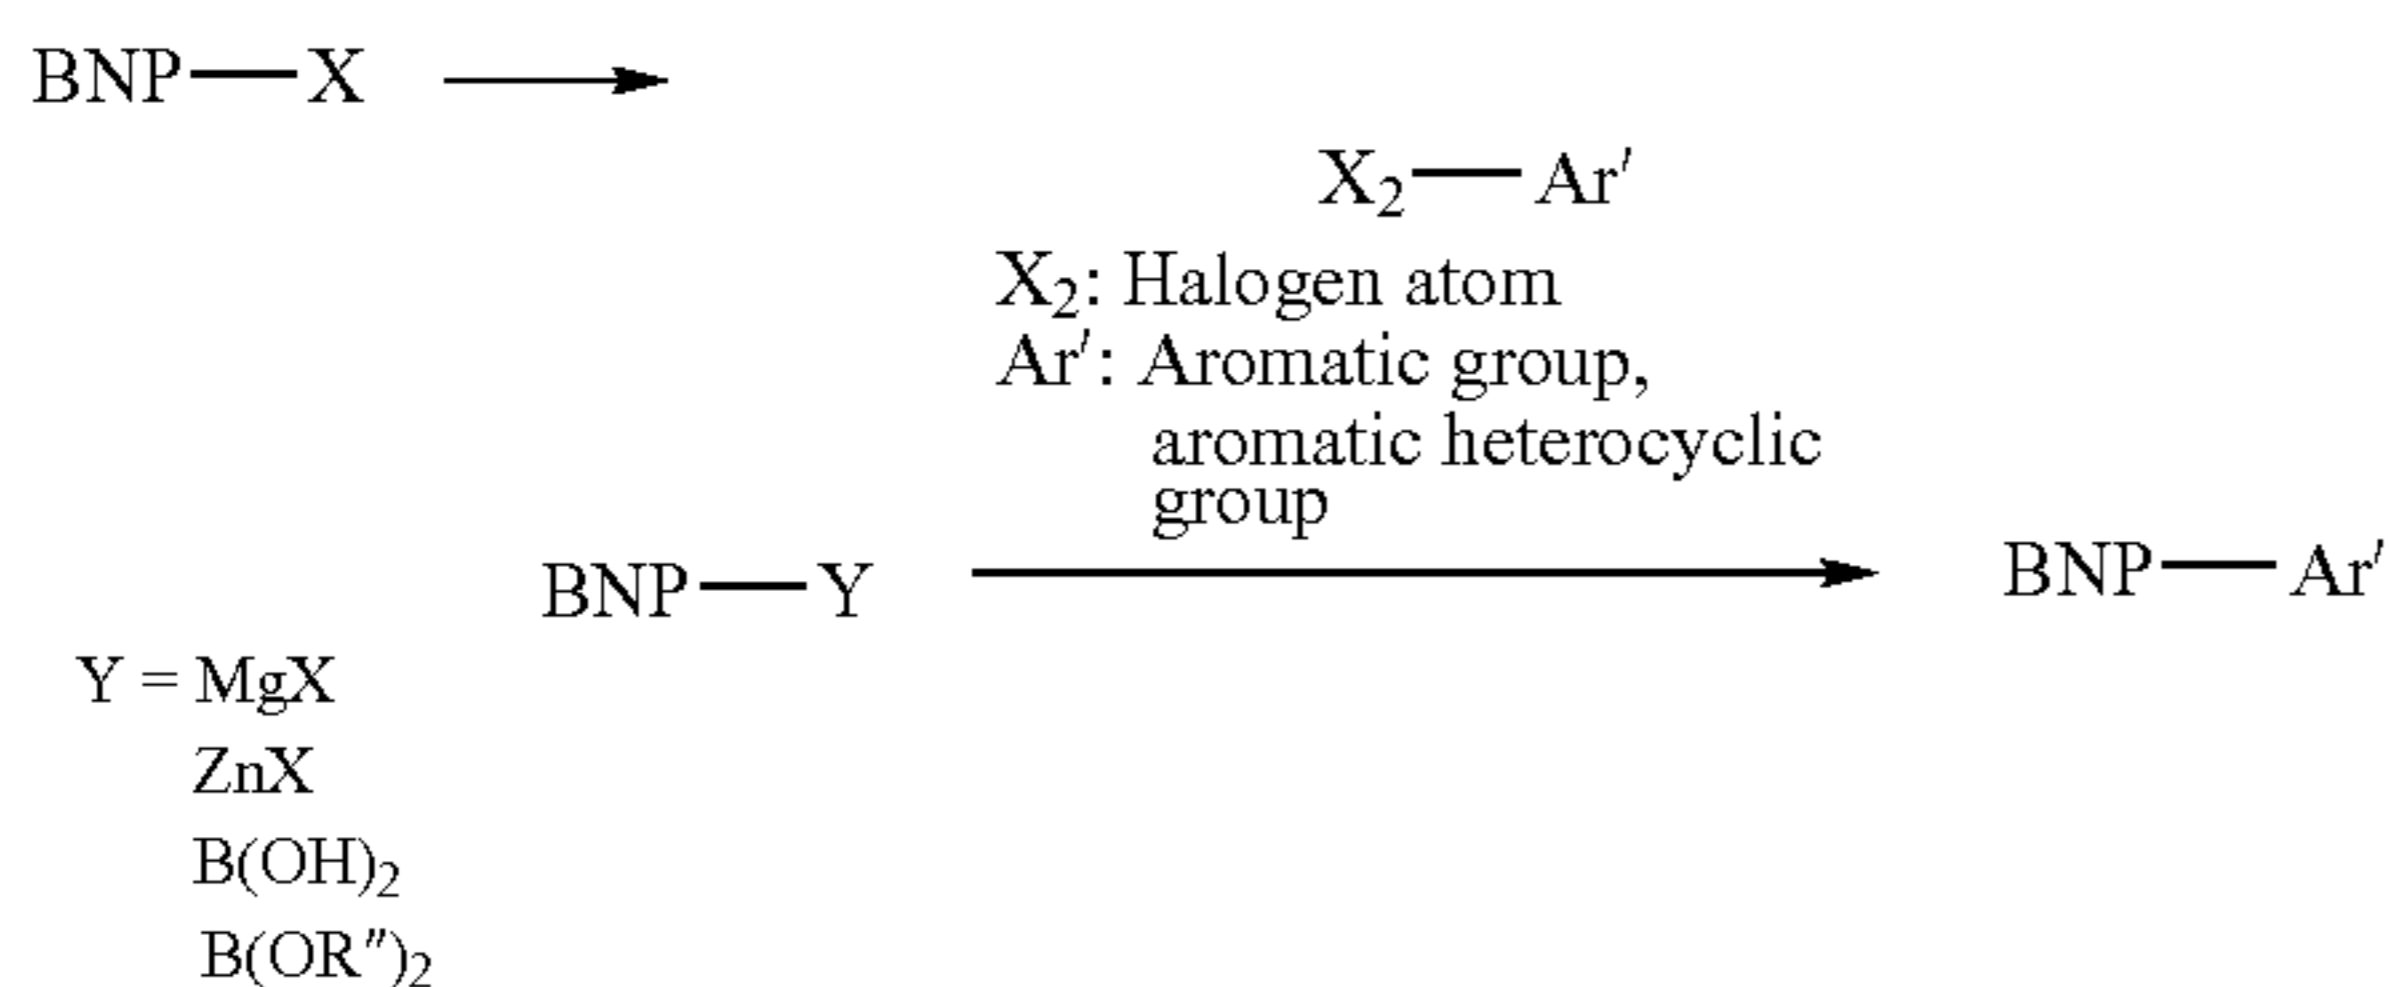 BNP—X
X₂—Ar′
X₂: Halogen atom
Ar′: Aromatic group,
aromatic heterocyclic
group
BNP—Y
BNP—Ar′
Y = MgX
ZnX
B(OH)₂
B(OR″)₂